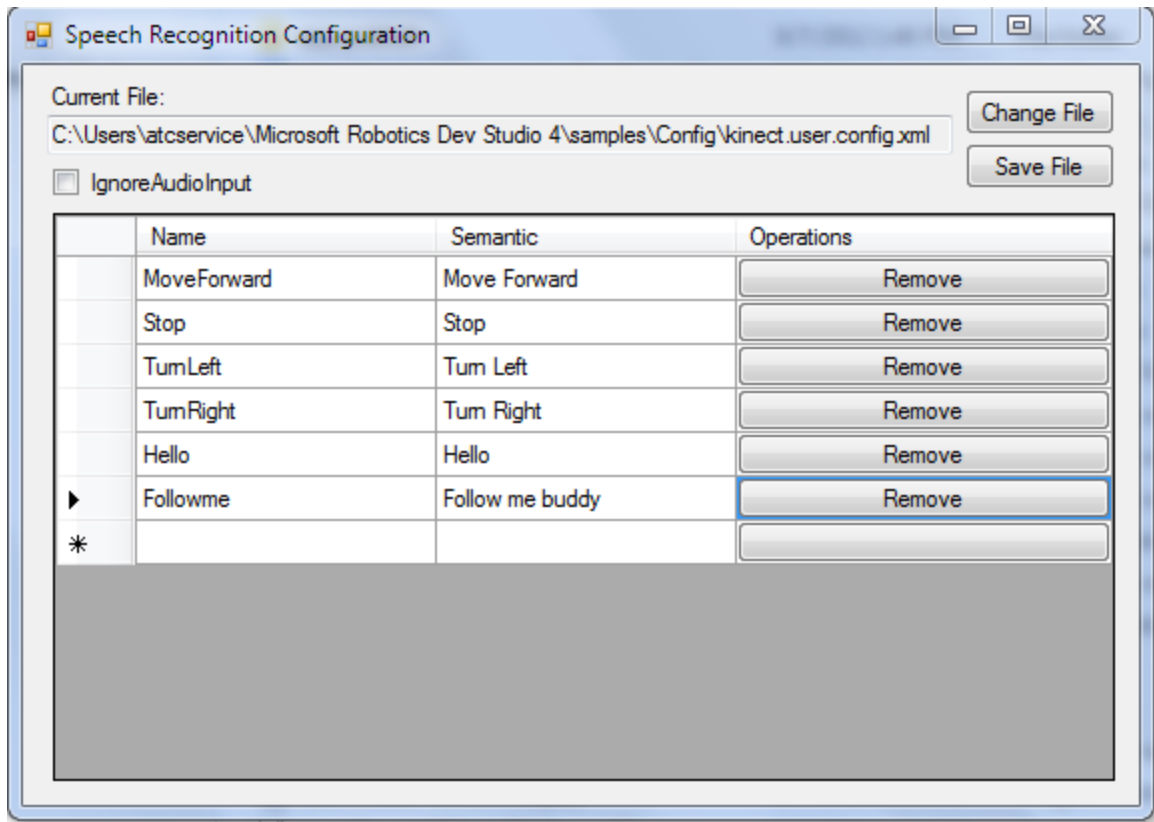 Speech Recognition Configuration
Current File:
Change File
C:\Users\atcservice\Microsoft Robotics Dev Studio 4\samples\Config\kinect.user.config.xml
Save File
IgnoreAudioInput
Name Semantic Operations
MoveForward Move Forward Remove
Stop Stop Remove
TurnLeft Turn Left Remove
TurnRight Turn Right Remove
Hello Hello Remove
Followme Follow me buddy Remove